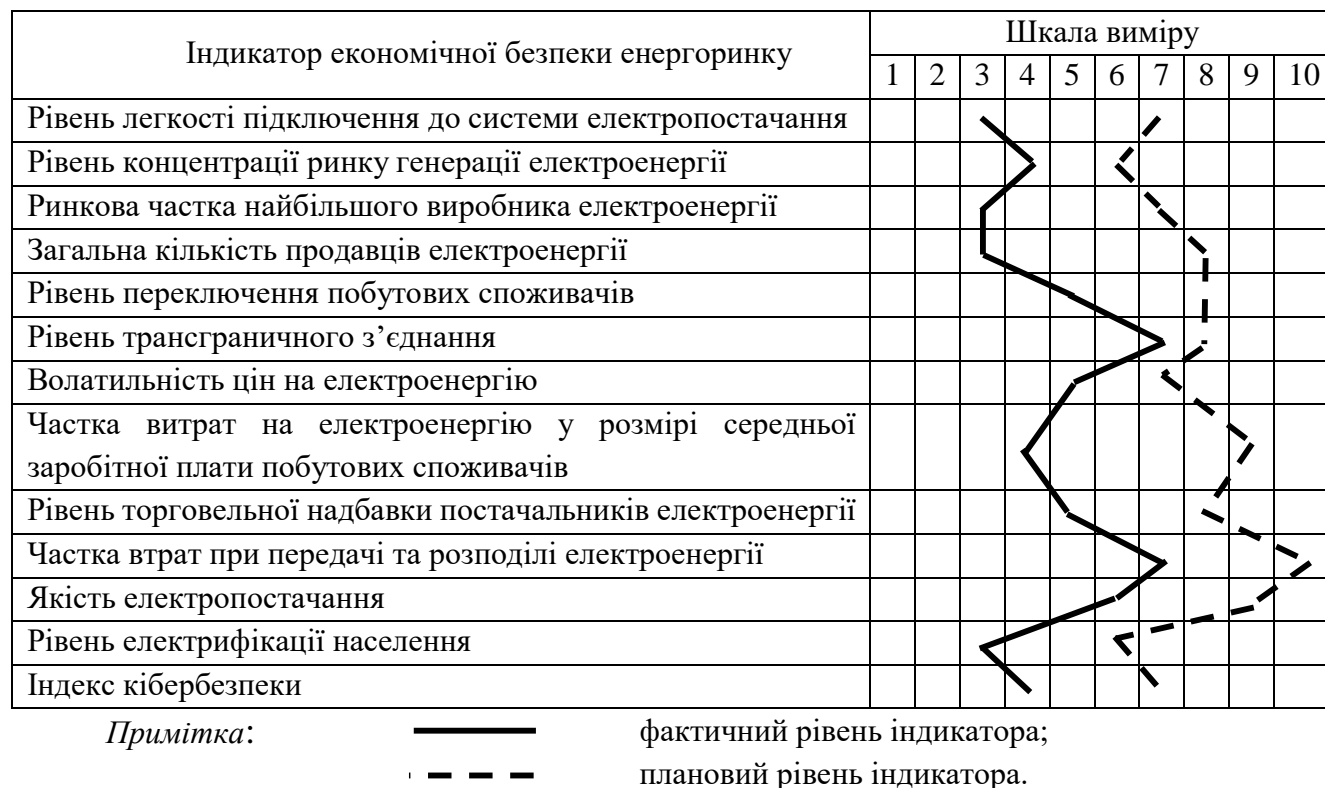 Індикатор економічної безпеки енергоринку
Шкала виміру
1 2 3 4 5 6 7 8 9 10
Рівень легкості підключення до системи електропостачання
Рівень концентрації ринку генерації електроенергії
Ринкова частка найбільшого виробника електроенергії
Загальна кількість продавців електроенергії
Рівень переключення побутових споживачів
Рівень трансграничного з’єднання
Волатильність цін на електроенергію
Частка витрат на електроенергію у розмірі середньої
заробітної плати побутових споживачів
Рівень торговельної надбавки постачальників електроенергії
Частка втрат при передачі та розподілі електроенергії
Якість електропостачання
Рівень електрифікації населення
Індекс кібербезпеки
Примітка: фактичний рівень індикатора;
плановий рівень індикатора.